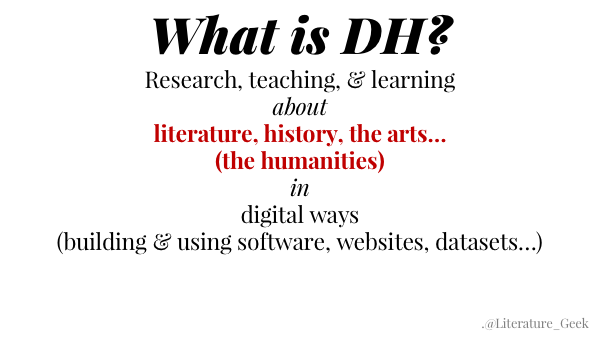 What is DH?
Research, teaching, & learning
about
literature, history, the arts...
(the humanities)
in
digital ways
(building & using software, websites, datasets...)
.@Literature_Geek